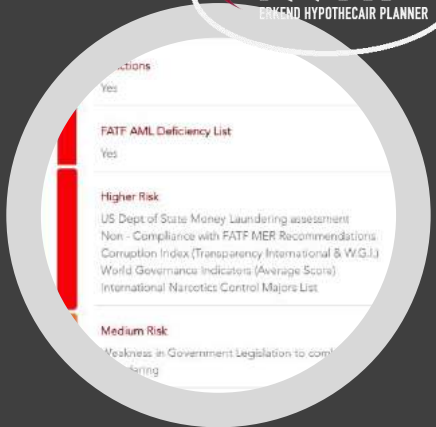 ERKEND HYPOTHECAIR PLANNER
Yes
FATF AML Deficiency List
Yes
Higher Risk
US Dept of State Money Laundering assessment
Non - Compliance with FATF MER Recommendations
Corruption Index (Transparency International & W.G.I.)
World Governance Indicators (Average Score)
International Narcotics Control Majors List
Medium Risk
Weakness in Government Legislation to